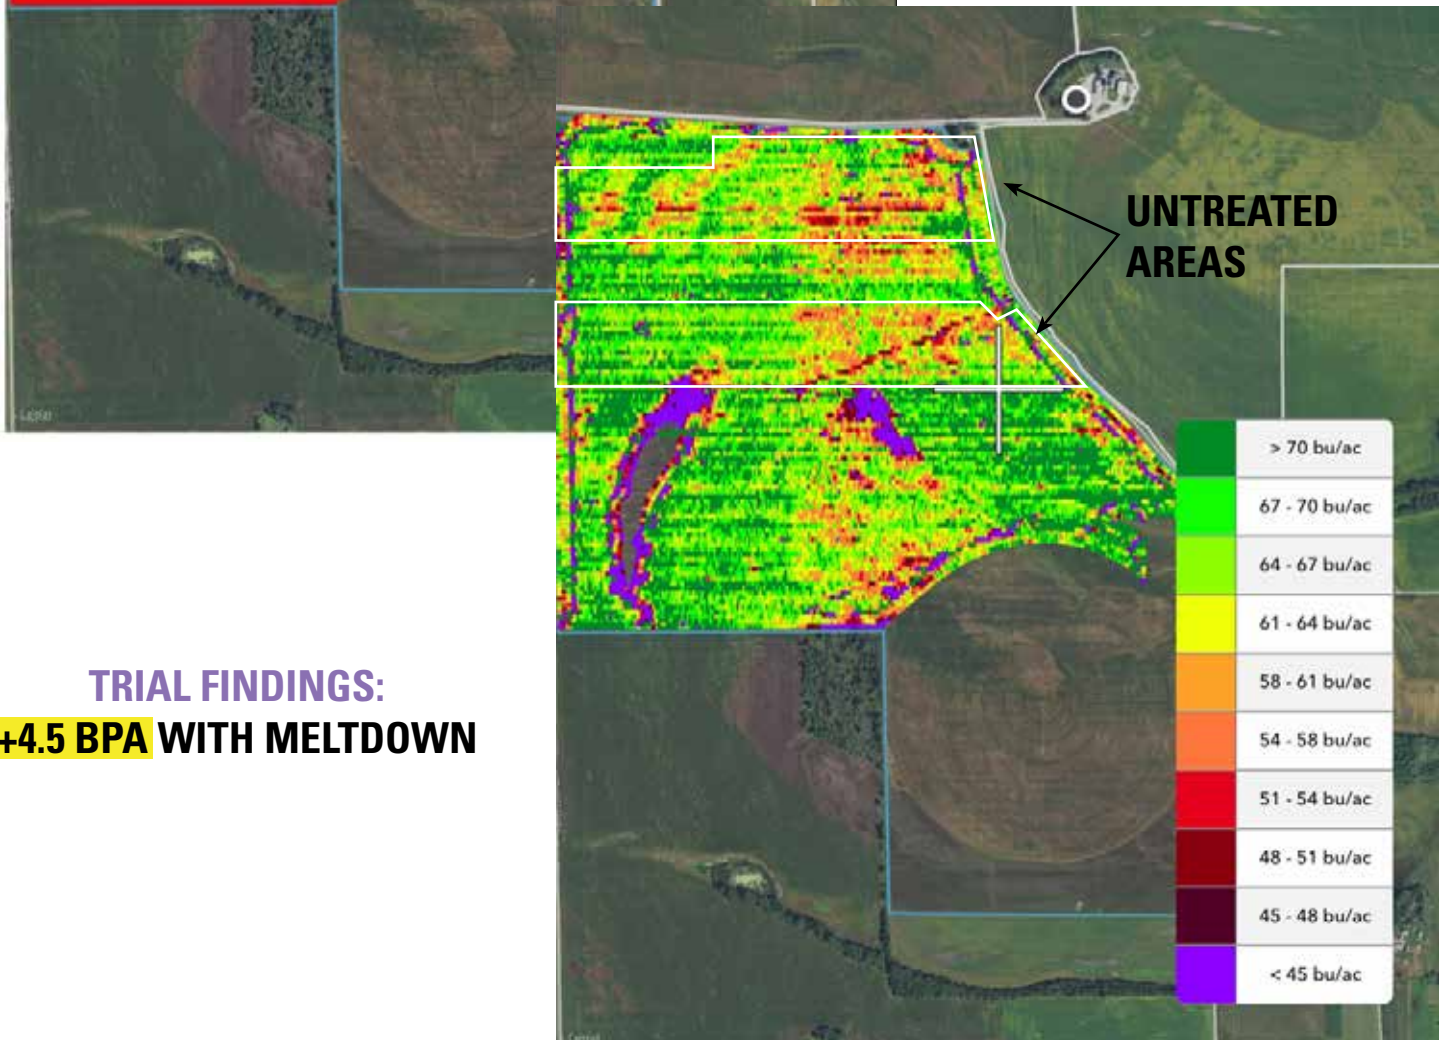 UNTREATED
AREAS
> 70 bu/ac
67 - 70 bu/ac
64 - 67 bu/ac
61 - 64 bu/ac
58 - 61 bu/ac
54 - 58 bu/ac
51 - 54 bu/ac
48 - 51 bu/ac
45 - 48 bu/ac
< 45 bu/ac
TRIAL FINDINGS:
+4.5 BPA WITH MELTDOWN